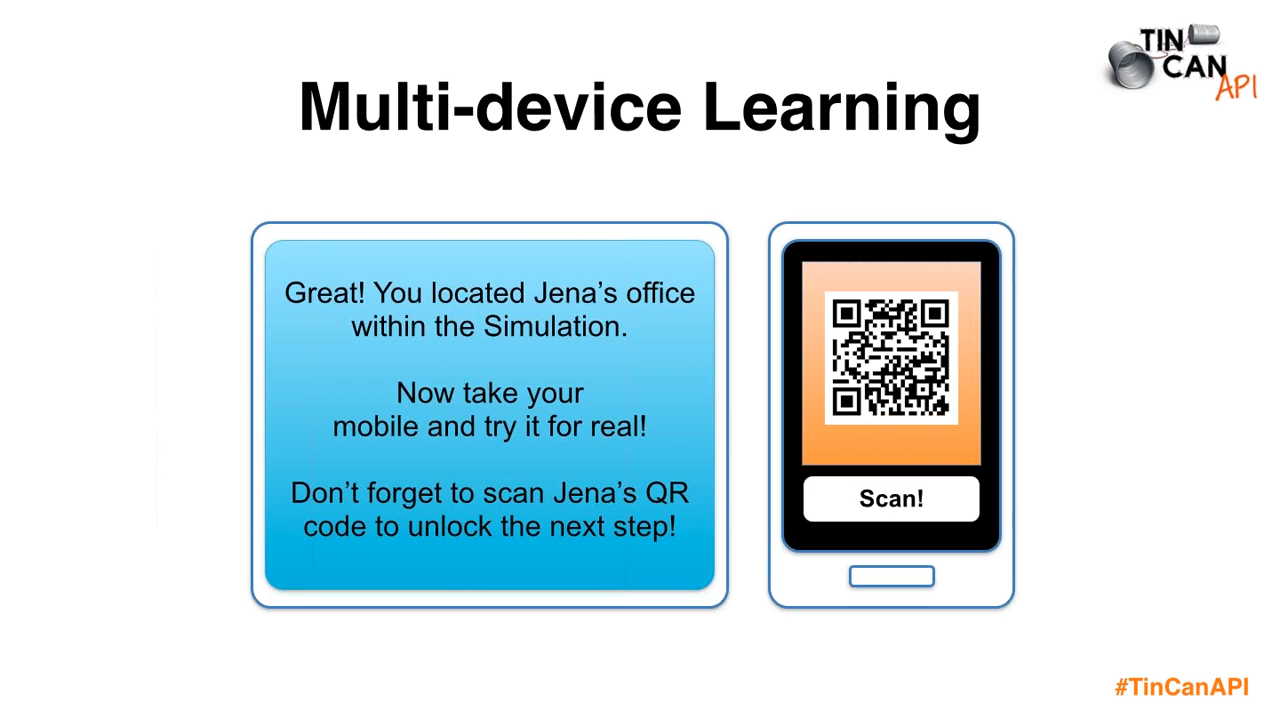 TIN
CAN
API
Multi-device Learning
Great! You located Jena’s office
within the Simulation.
Now take your
mobile and try it for real!
Don’t forget to scan Jena’s QR
code to unlock the next step!
Scan!
#TinCanAPI